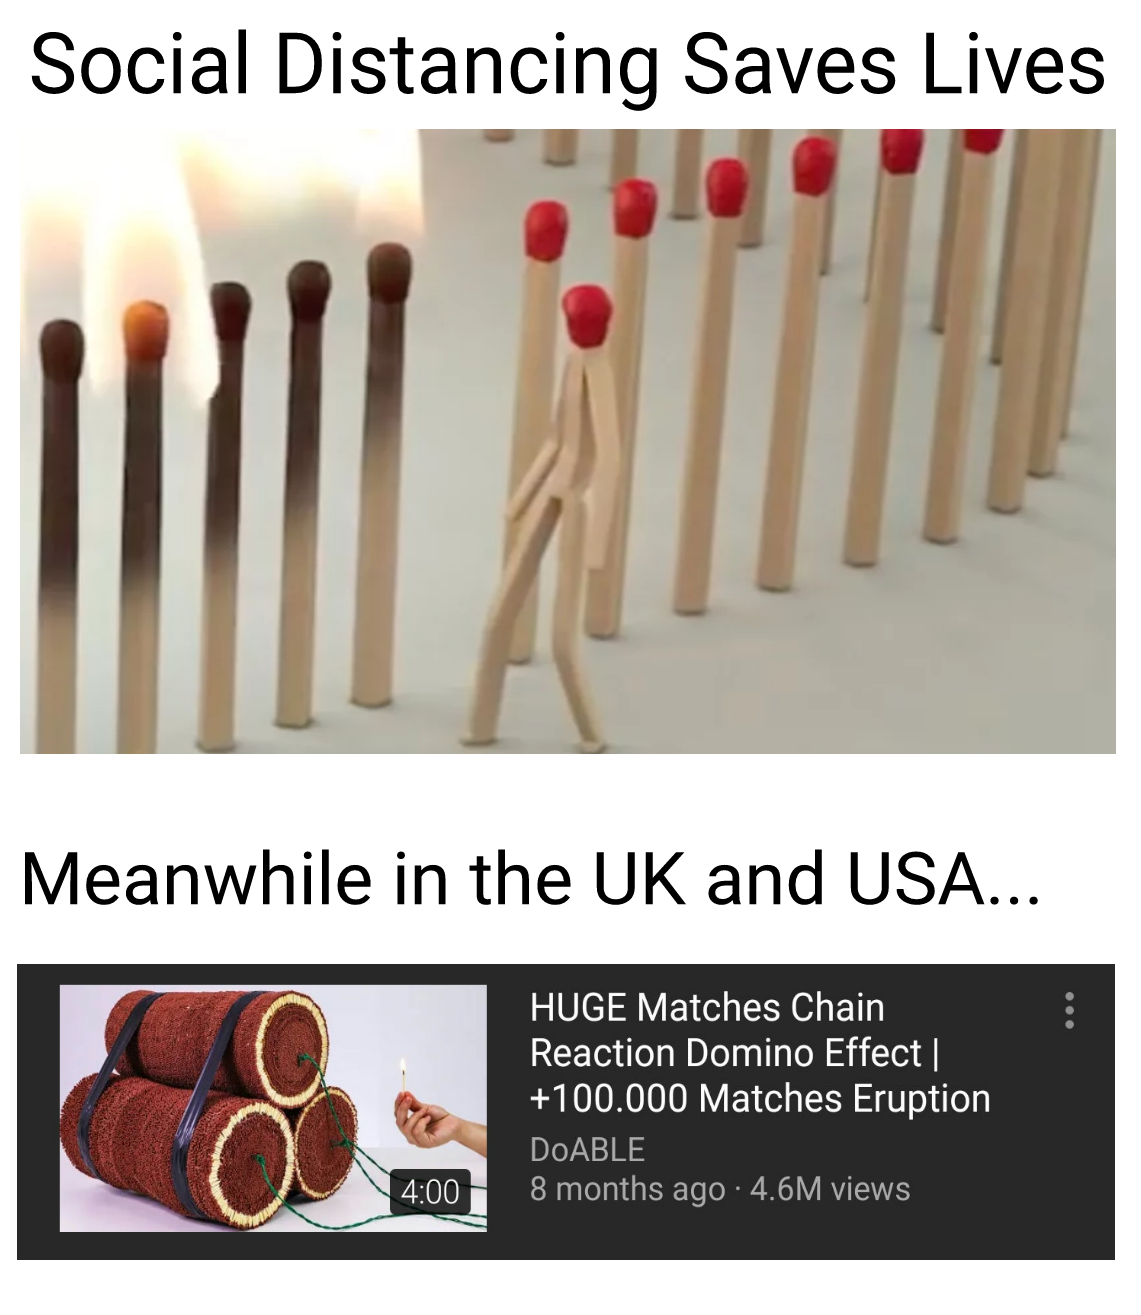 Social Distancing Saves Lives
Meanwhile in the UK and USA...
HUGE Matches Chain
Reaction Domino Effect |
+100.000 Matches Eruption
DoABLE
8 months ago · 4.6M views
4:00